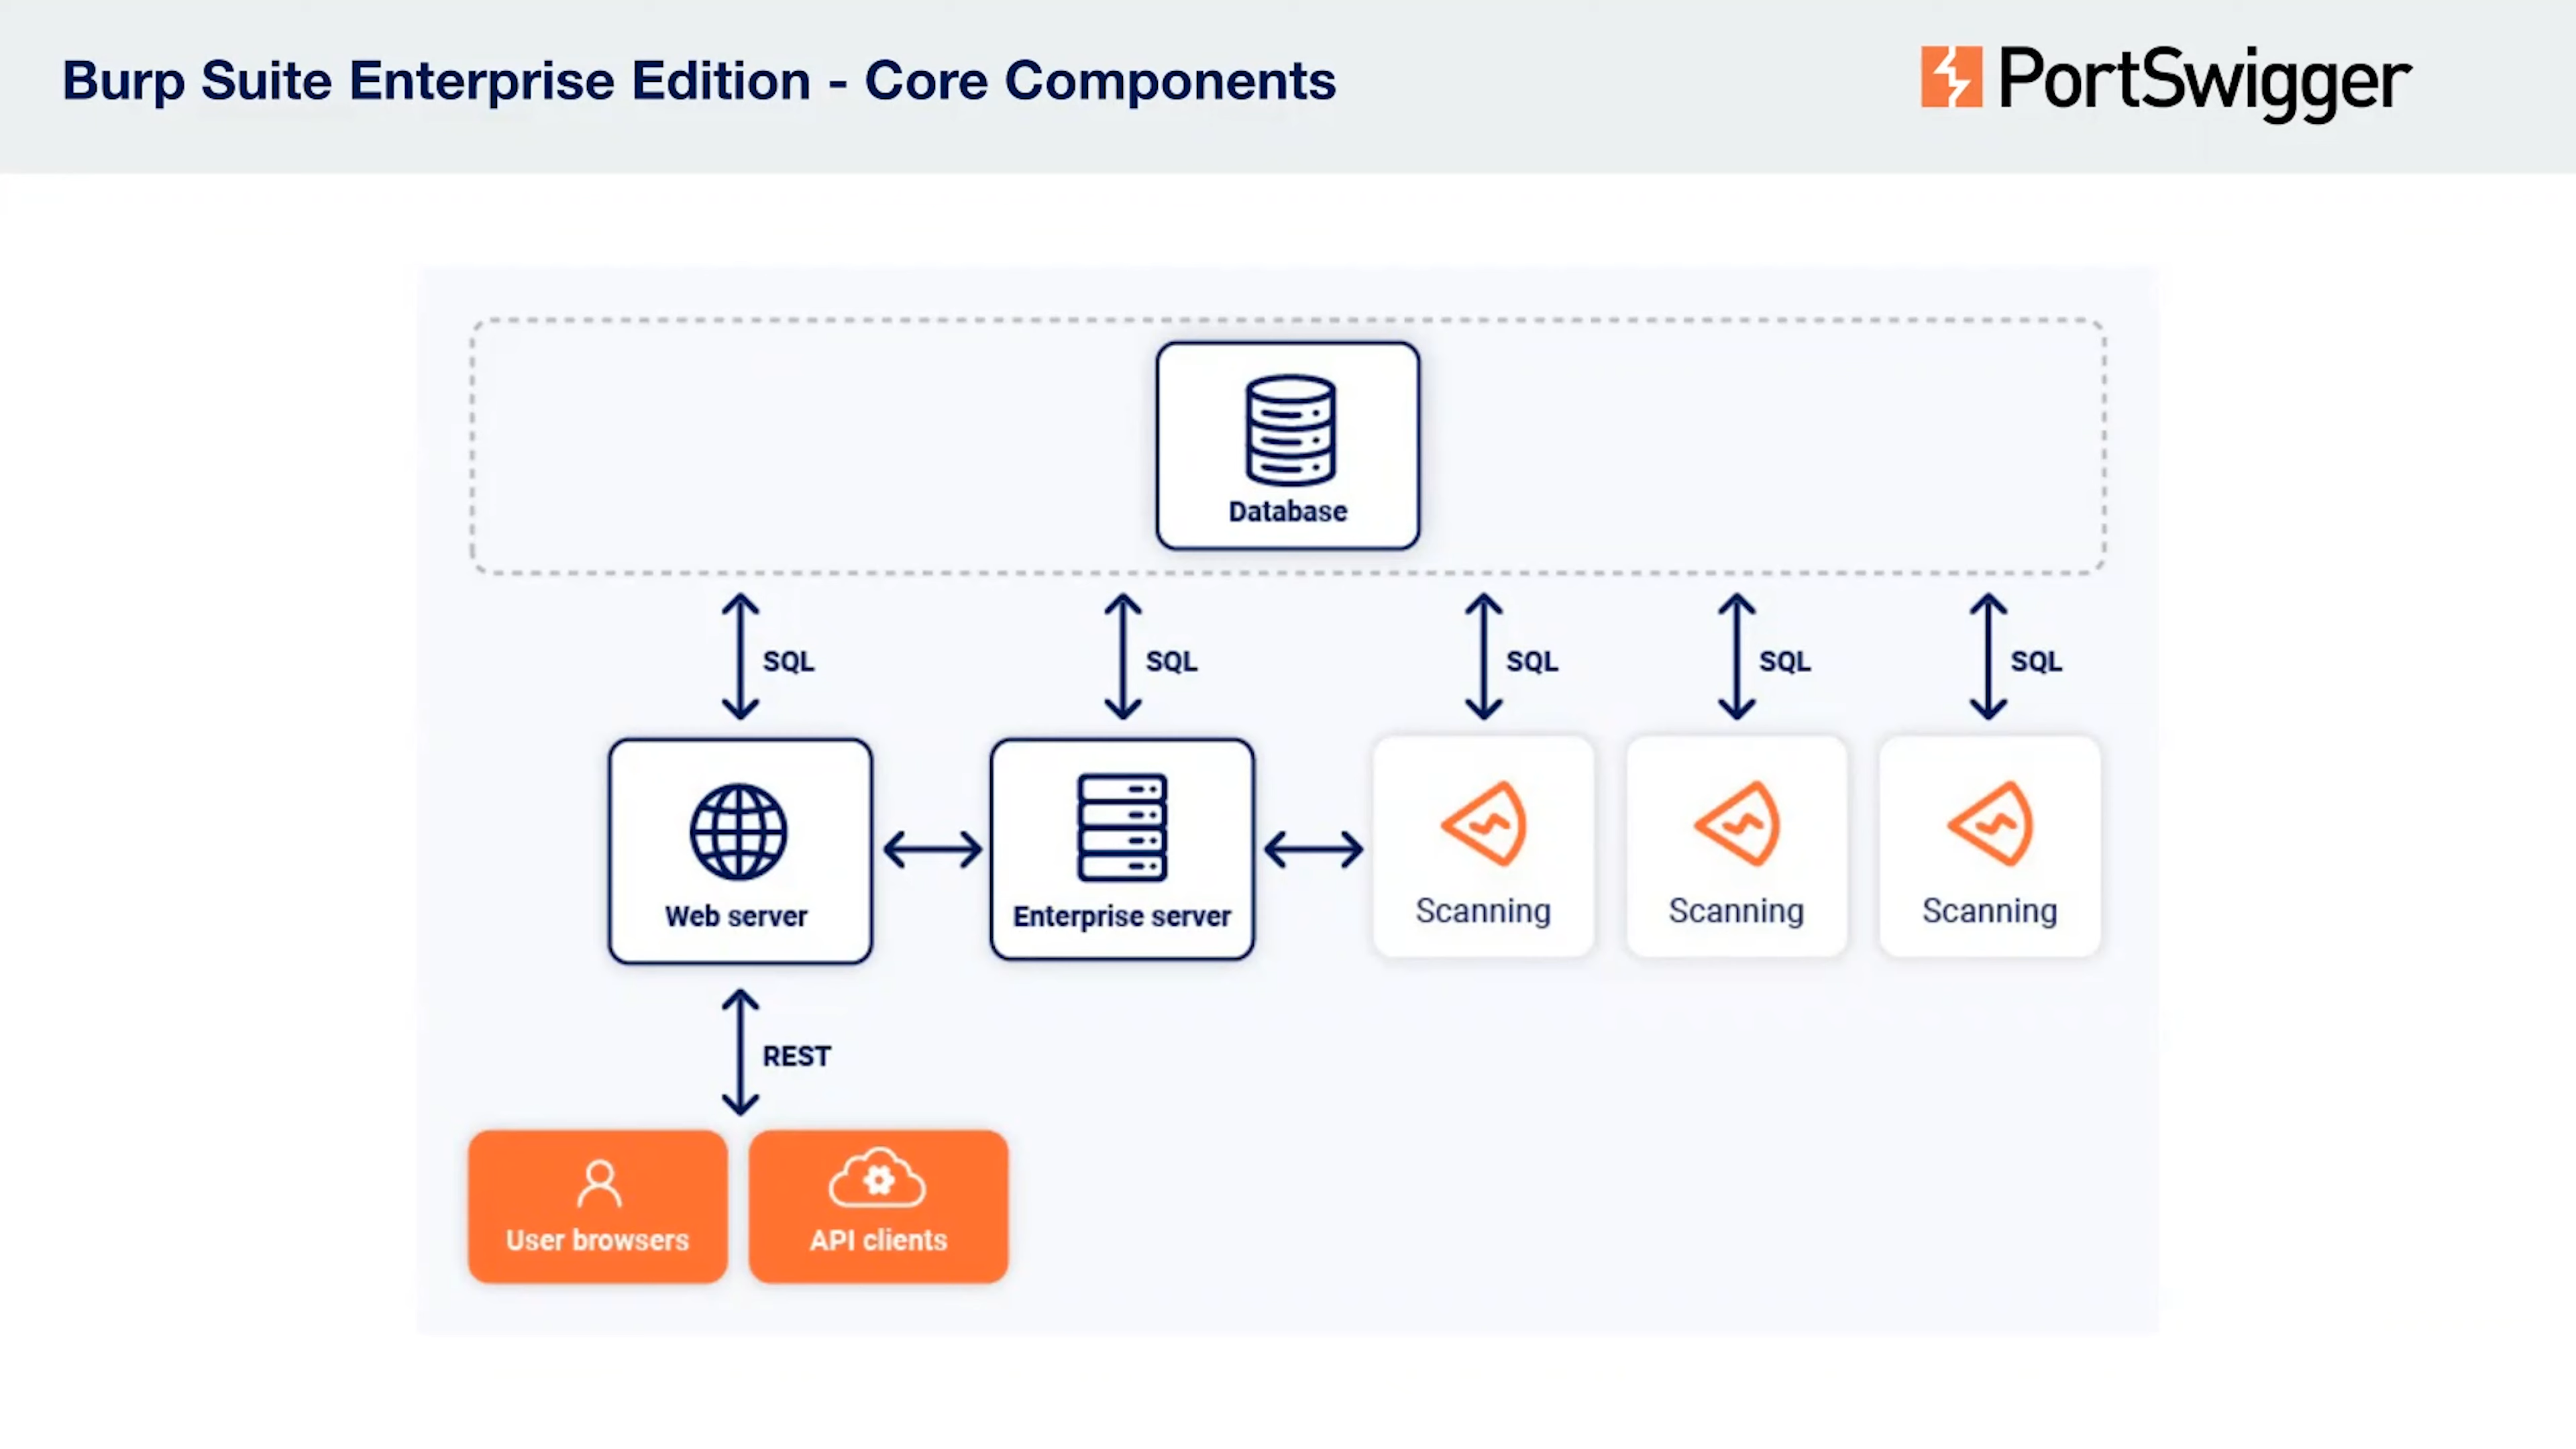 Burp Suite Enterprise Edition - Core Components
PortSwigger
Database
SQL
SQL
SQL
SQL
SQL
Web server
Enterprise server
Scanning
Scanning
Scanning
REST
User browsers
API clients